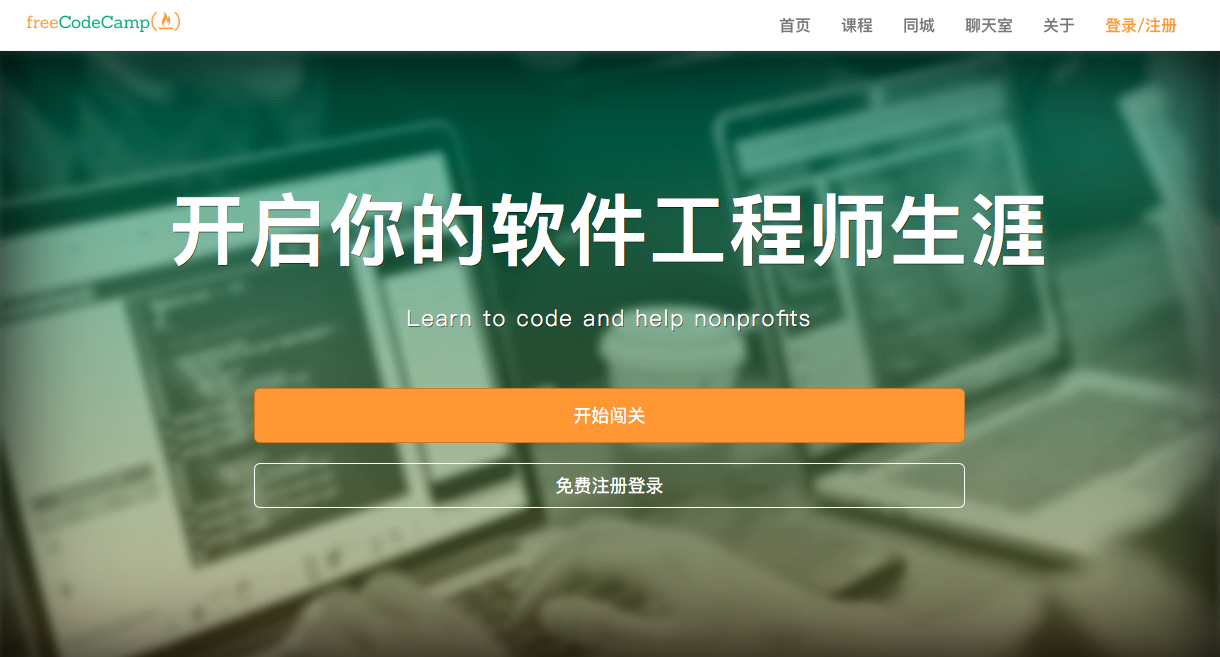 freeCodeCamp
首页 课程 同城 聊天室 关于 登录/注册
开启你的软件工程师生涯
Learn to code and help nonprofits
开始闯关
免费注册登录